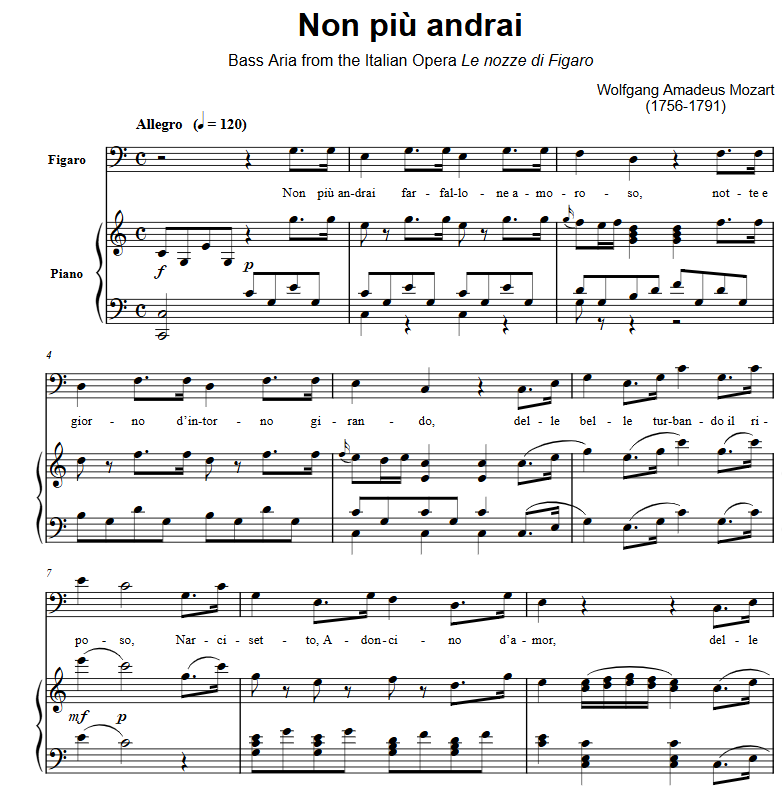 Non più andrai
Bass Aria from the Italian Opera Le nozze di Figaro
Wolfgang Amadeus Mozart
(1756-1791)
Allegro (♩ = 120)
Figaro
Non più an-drai far - fal-lo - ne a-mo - ro - so, not - te e
Piano
f p
4
gior - no d'in-tor - no gi - ran - do, del - le bel - le tur-ban - do il ri -
7
po - so, Nar - ci - set - to, A - don-ci - no d'a - mor, del - le
mf p